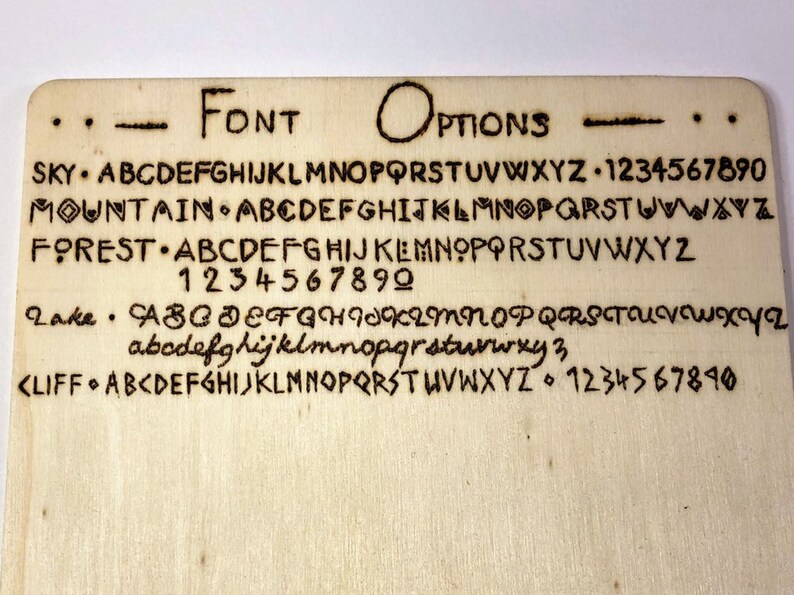 • • — FONT OPTIONS — • •
SKY • ABCDEFGHIJKLMNOPQRSTUVWXYZ • 1234567890
MOUNTAIN • ABCDEFGHIJKLMNOPQRSTUVWXYZ
FOREST • ABCDEFGHIJKLMNOPQRSTUVWXYZ
1234567890
Lake • ABCDEFGHIJKLMNOPQRSTUVWXYZ
abcdefghijklmnopqrstuvwxyz
CLIFF • ABCDEFGHIJKLMNOPQRSTUVWXYZ • 1234567890